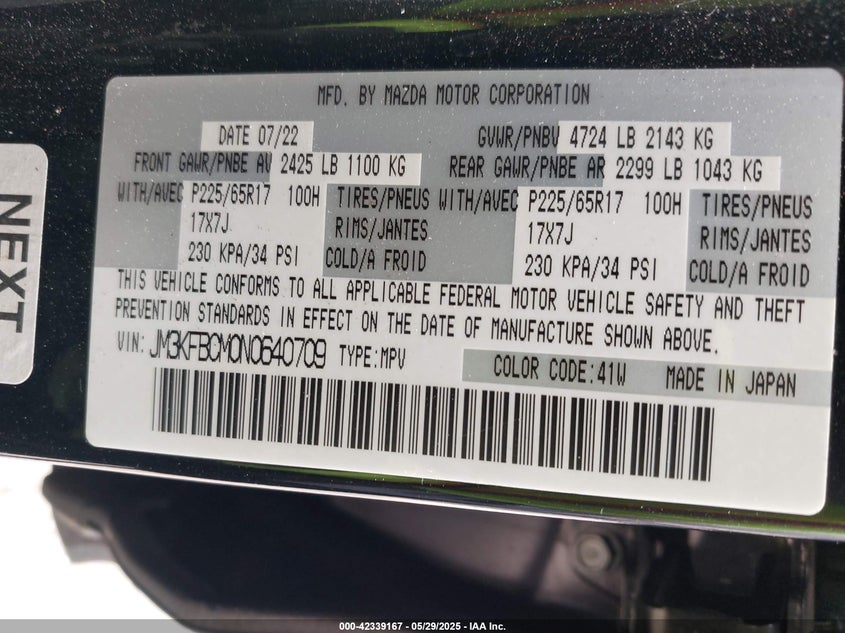 MFD. BY MAZDA MOTOR CORPORATION
DATE 07/22 GVWR/PNBV 4724 LB 2143 KG
FRONT GAWR/PNBE AV 2425 LB 1100 KG REAR GAWR/PNBE AR 2299 LB 1043 KG
WITH/AVEC P225/65R17 100H TIRES/PNEUS WITH/AVEC P225/65R17 100H TIRES/PNEUS
17X7J RIMS/JANTES 17X7J RIMS/JANTES
230 KPA/34 PSI COLD/A FROID 230 KPA/34 PSI COLD/A FROID
THIS VEHICLE CONFORMS TO ALL APPLICABLE FEDERAL MOTOR VEHICLE SAFETY AND THEFT
PREVENTION STANDARDS IN EFFECT ON THE DATE OF MANUFACTURE SHOWN ABOVE.
VIN: JM3KFBCM0N0640709 TYPE:MPV COLOR CODE:41W MADE IN JAPAN
NEXT
000-42339167 - 05/29/2025 - IAA Inc.